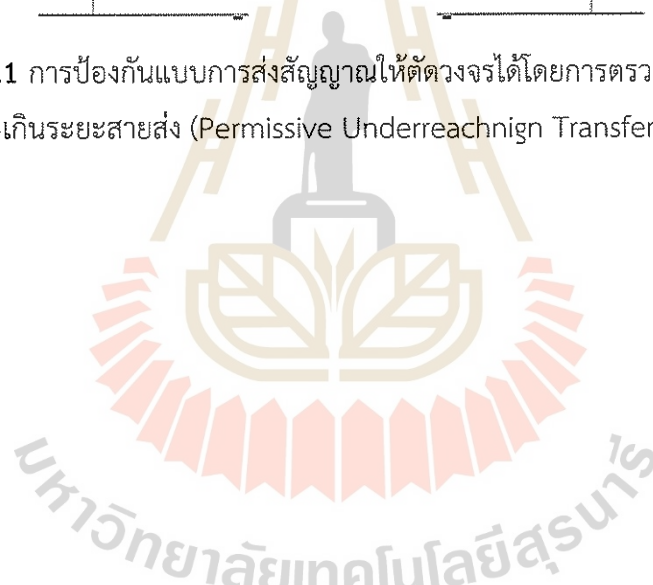 .1 การป้องกันแบบการส่งสัญญาณให้ตัดวงจรได้โดยการตรว
เกินระยะสายส่ง (Permissive Underreachnign Transfer
มหาวิทยาลัยเทคโนโลยีสุรนารี